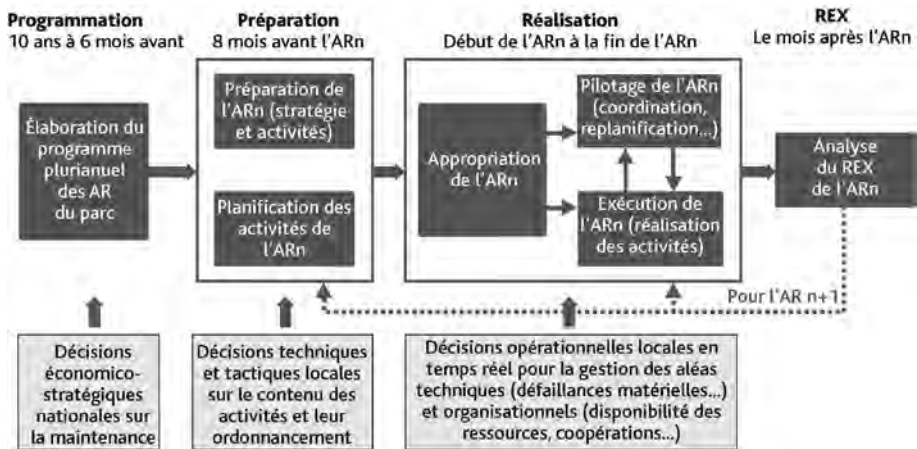 Programmation
10 ans à 6 mois avant
Préparation
8 mois avant l'ARn
Réalisation
Début de l'ARn à la fin de l'ARn
REX
Le mois après l'ARn
Élaboration du
programme
plurianuel
des AR
du parc
Préparation de
l'ARn (stratégie
et activités)
Planification des
activités de
l'ARn
Appropriation
de l'ARn
Pilotage de l'ARn
(coordination,
replanification...)
Exécution de
l'ARn (réalisation
des activités)
Analyse
du REX
de l'ARn
Pour l'AR n+1
Décisions
économico-
stratégiques
nationales sur
la maintenance
Décisions techniques
et tactiques locales
sur le contenu des
activités et leur
ordonnancement
Décisions opérationnelles locales en
temps réel pour la gestion des aléas
techniques (défaillances matérielles...)
et organisationnels (disponibilité des
ressources, coopérations...)